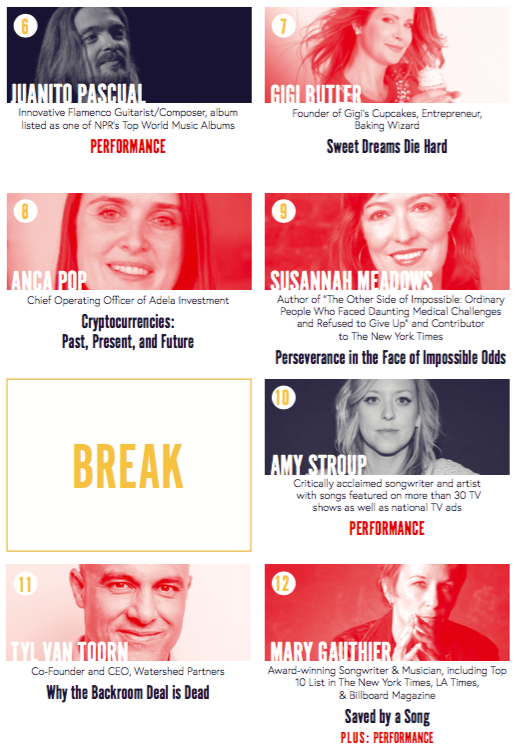 6
JUANITO PASCUAL
Innovative Flamenco Guitarist/Composer, album
listed as one of NPR's Top World Music Albums
PERFORMANCE
7
GIGI BUTLER
Founder of Gigi's Cupcakes, Entrepreneur,
Baking Wizard
Sweet Dreams Die Hard
8
ANCA POP
Chief Operating Officer of Adela Investment
Cryptocurrencies:
Past, Present, and Future
9
SUSANNAH MEADOWS
Author of "The Other Side of Impossible: Ordinary
People Who Faced Daunting Medical Challenges
and Refused to Give Up" and Contributor
to The New York Times
Perseverance in the Face of Impossible Odds
BREAK
10
AMY STROUP
Critically acclaimed songwriter and artist
with songs featured on more than 30 TV
shows as well as national TV ads
PERFORMANCE
11
TYL VAN TOORN
Co-Founder and CEO, Watershed Partners
Why the Backroom Deal is Dead
12
MARY GAUTHIER
Award-winning Songwriter & Musician, including Top
10 List in The New York Times, LA Times,
& Billboard Magazine
Saved by a Song
PLUS: PERFORMANCE